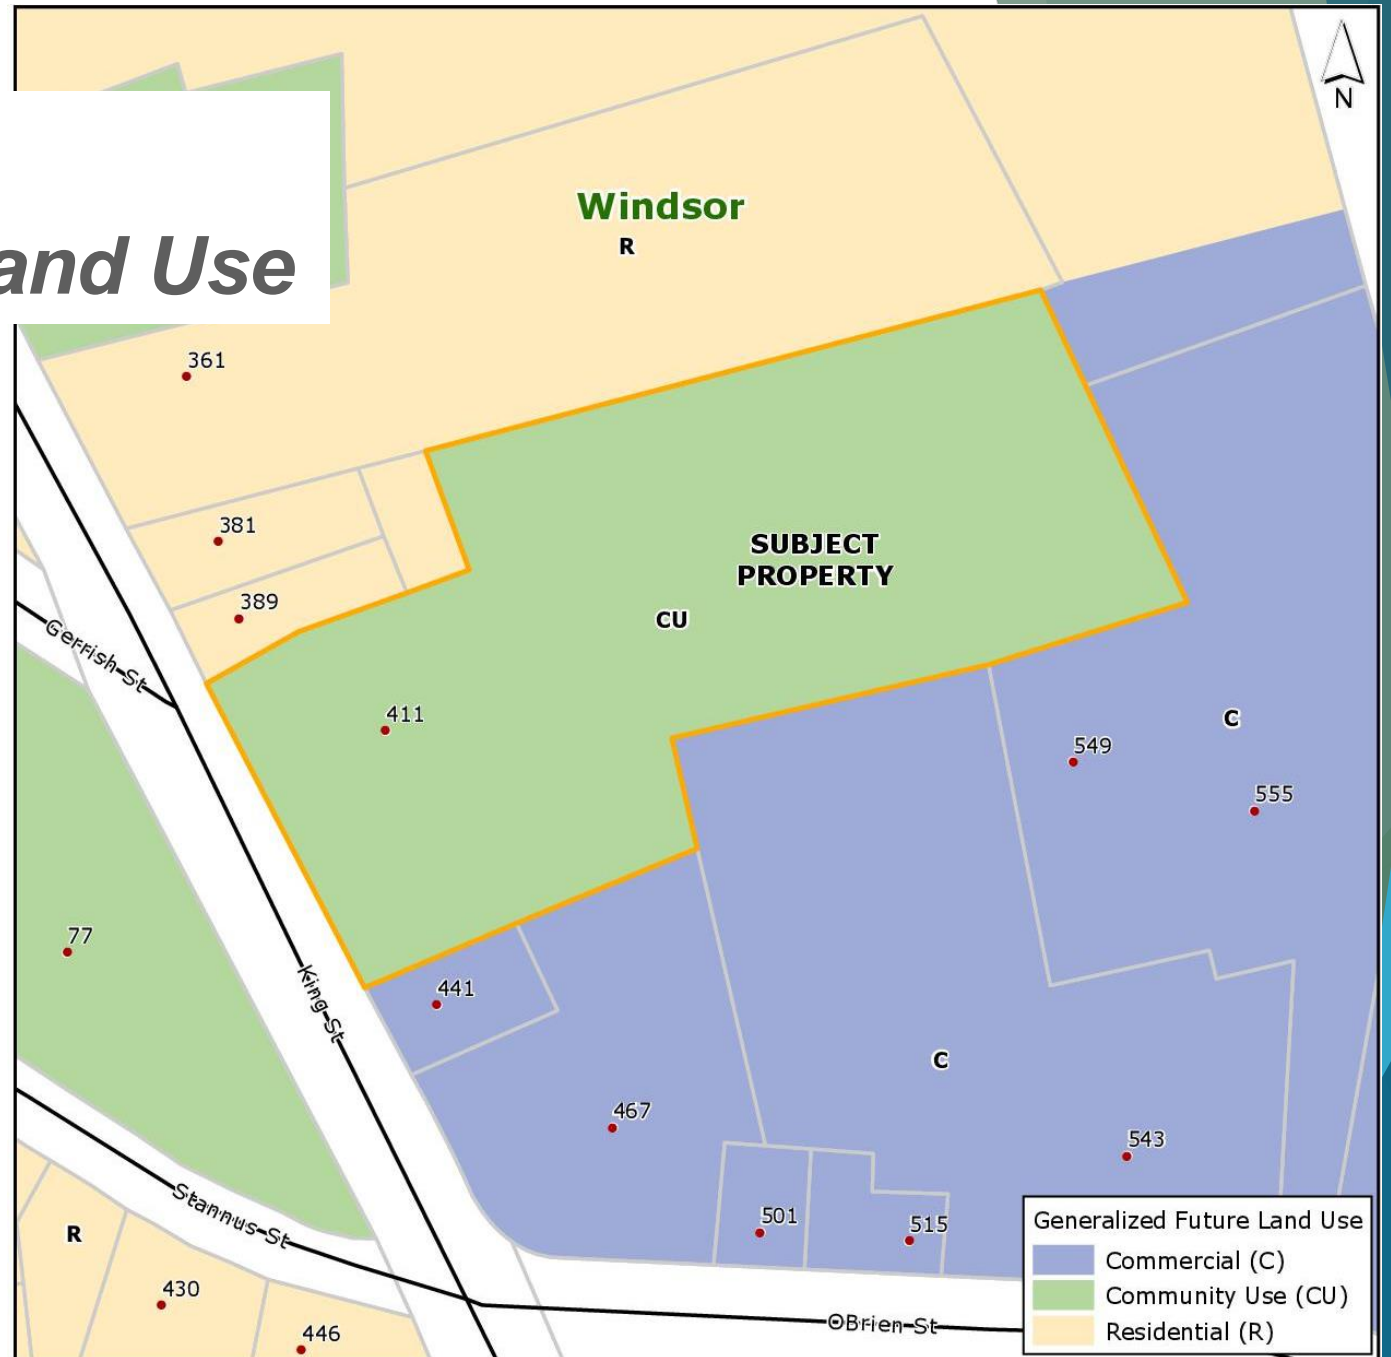 N
and Use
Windsor
R
361
381
389
SUBJECT
PROPERTY
CU
Gerrish St
411
C
549
555
77
King St
441
C
467
543
501
515
Stannus St
R
430
446
OBrien St
Generalized Future Land Use
Commercial (C)
Community Use (CU)
Residential (R)